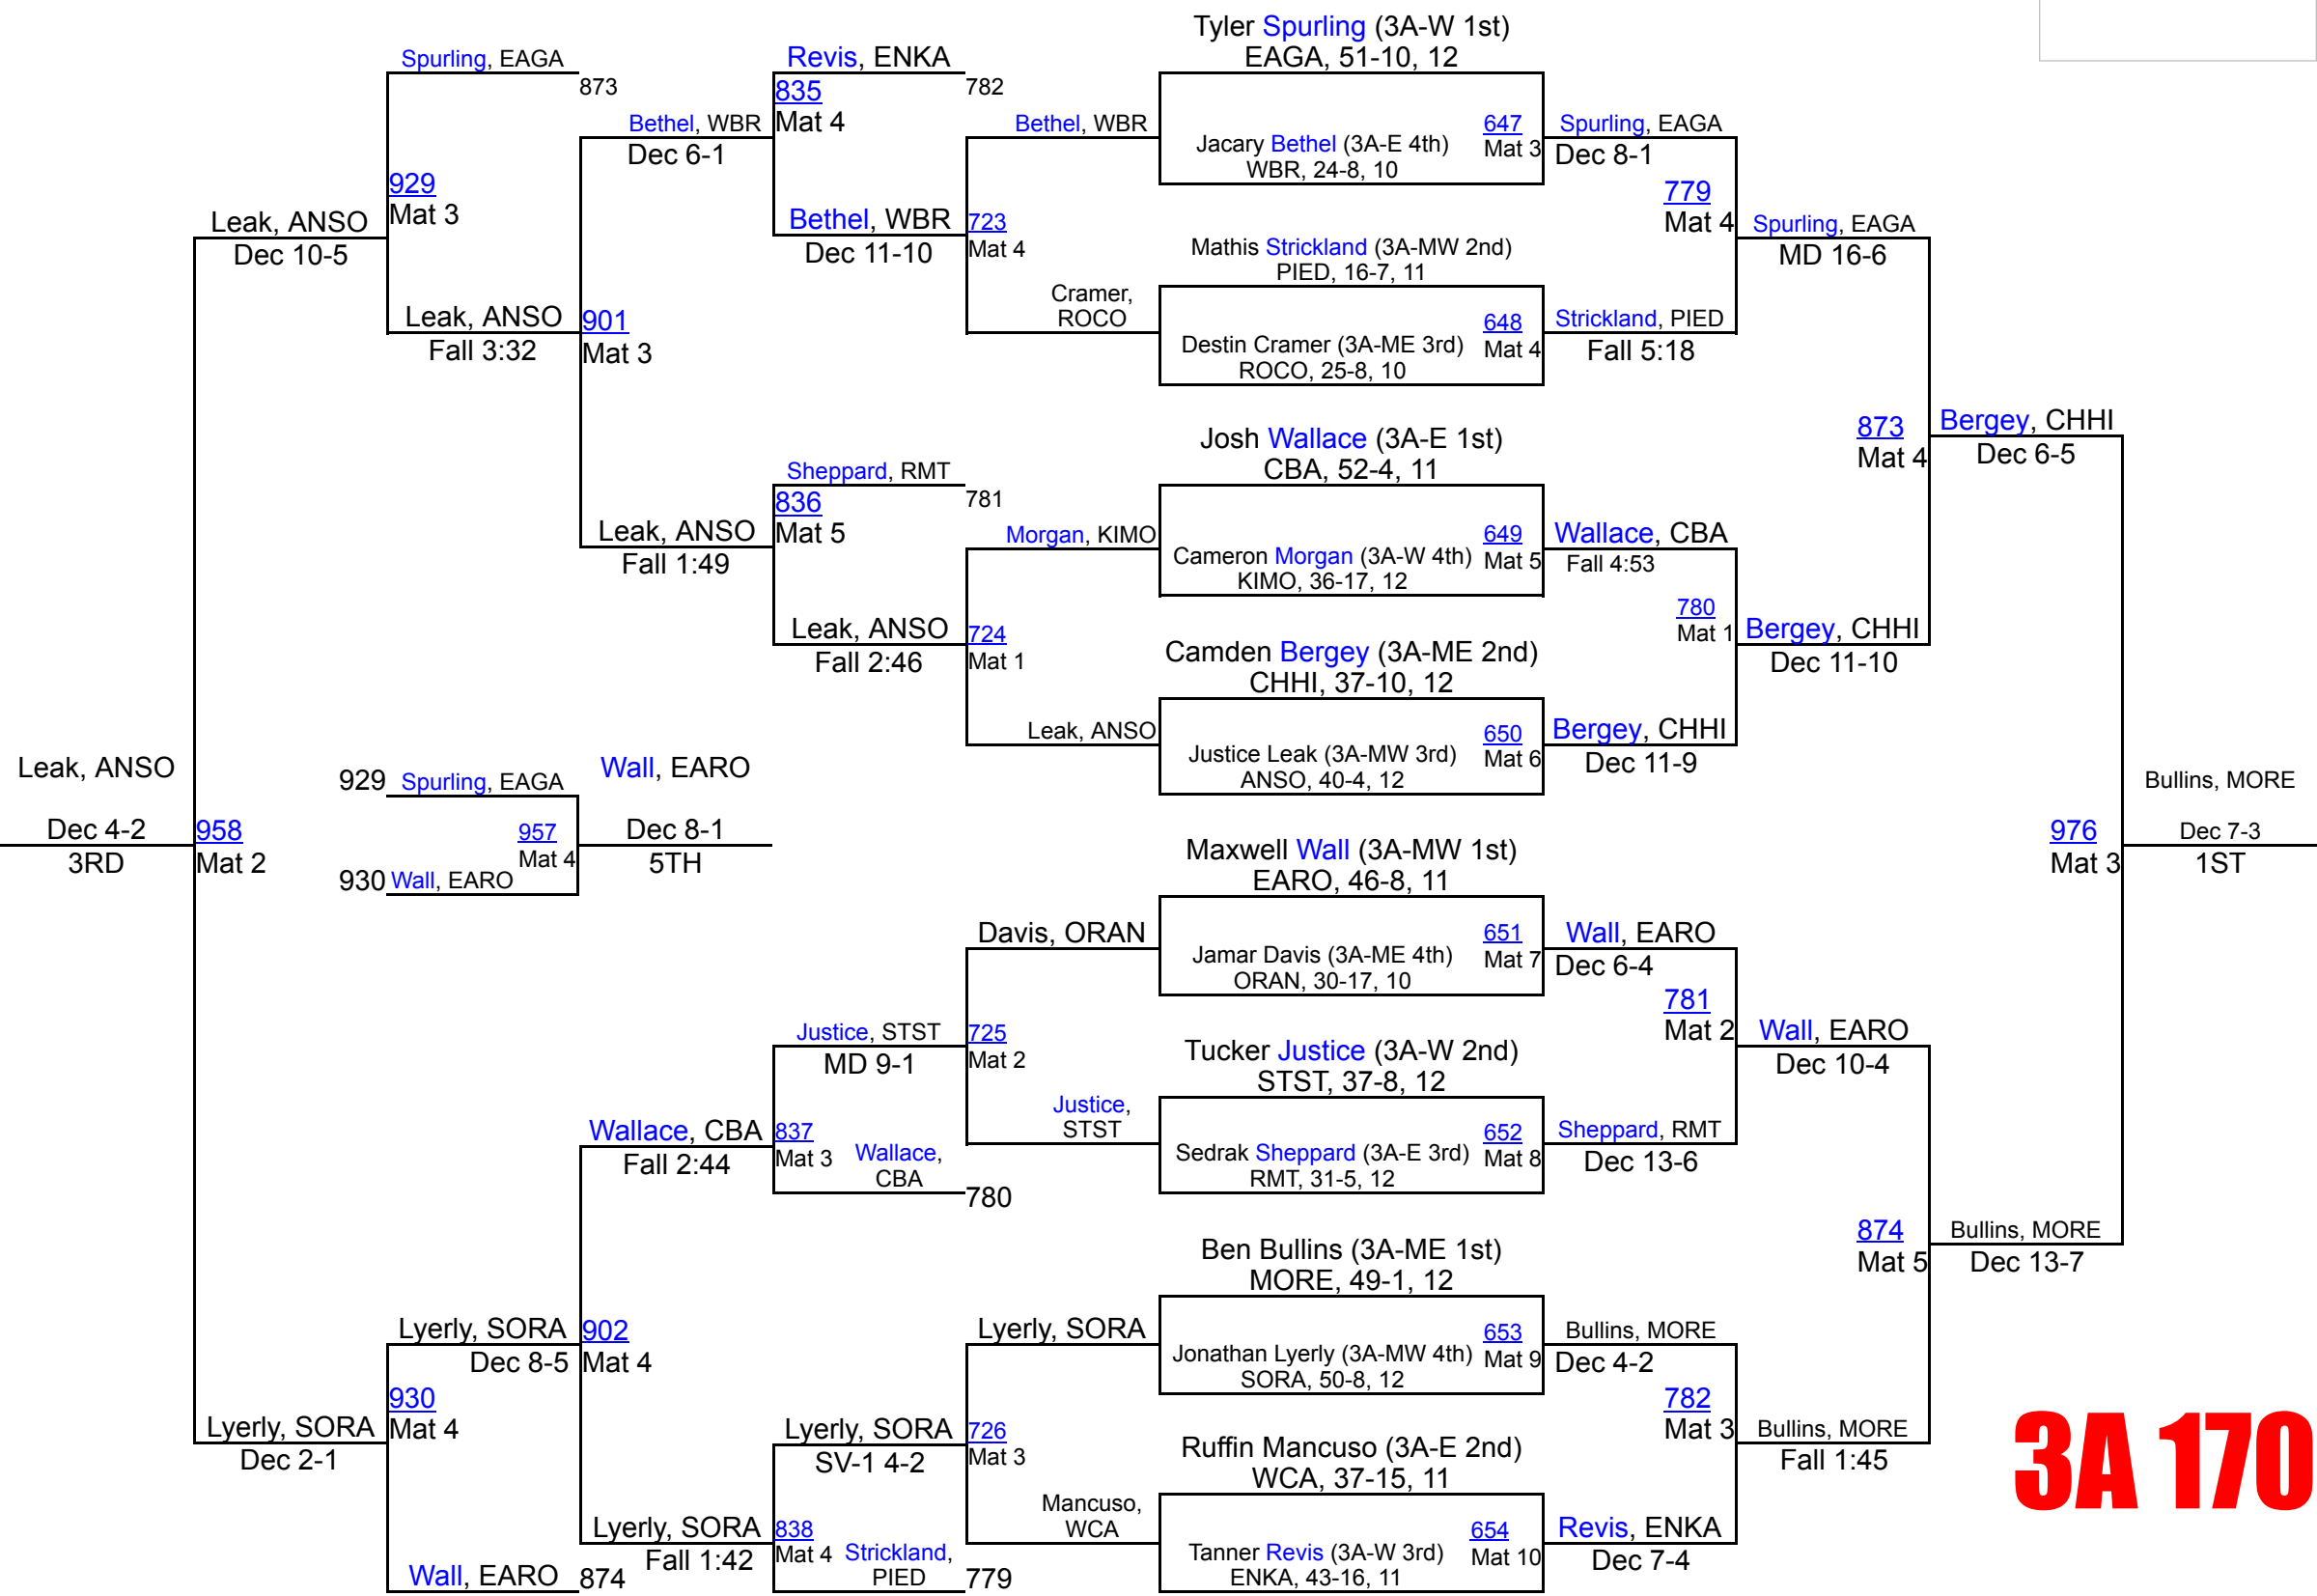 Tyler Spurling (3A-W 1st)
EAGA, 51-10, 12
Spurling, EAGA
873
Revis, ENKA
782
835
Mat 4
Bethel, WBR
Dec 6-1
Bethel, WBR
Jacary Bethel (3A-E 4th)
WBR, 24-8, 10
647
Mat 3
Spurling, EAGA
Dec 8-1
929
Mat 3
Leak, ANSO
Dec 10-5
Bethel, WBR
Dec 11-10
723
Mat 4
779
Mat 4
Spurling, EAGA
MD 16-6
Mathis Strickland (3A-MW 2nd)
PIED, 16-7, 11
Cramer,
ROCO
Leak, ANSO
Fall 3:32
901
Mat 3
Destin Cramer (3A-ME 3rd)
ROCO, 25-8, 10
648
Mat 4
Strickland, PIED
Fall 5:18
873
Mat 4
Bergey, CHHI
Dec 6-5
Josh Wallace (3A-E 1st)
CBA, 52-4, 11
Sheppard, RMT
781
836
Mat 5
Leak, ANSO
Fall 1:49
Morgan, KIMO
Cameron Morgan (3A-W 4th)
KIMO, 36-17, 12
649
Mat 5
Wallace, CBA
Fall 4:53
780
Mat 1
Bergey, CHHI
Dec 11-10
Leak, ANSO
Fall 2:46
724
Mat 1
Camden Bergey (3A-ME 2nd)
CHHI, 37-10, 12
Leak, ANSO
Justice Leak (3A-MW 3rd)
ANSO, 40-4, 12
650
Mat 6
Bergey, CHHI
Dec 11-9
Leak, ANSO
Dec 4-2
3RD
958
Mat 2
929 Spurling, EAGA
930 Wall, EARO
957
Mat 4
Wall, EARO
Dec 8-1
5TH
Bullins, MORE
Dec 7-3
1ST
976
Mat 3
Maxwell Wall (3A-MW 1st)
EARO, 46-8, 11
Davis, ORAN
Jamar Davis (3A-ME 4th)
ORAN, 30-17, 10
651
Mat 7
Wall, EARO
Dec 6-4
781
Mat 2
Wall, EARO
Dec 10-4
Justice, STST
MD 9-1
725
Mat 2
Tucker Justice (3A-W 2nd)
STST, 37-8, 12
Justice,
STST
Sedrak Sheppard (3A-E 3rd)
RMT, 31-5, 12
652
Mat 8
Sheppard, RMT
Dec 13-6
Wallace, CBA
Fall 2:44
837
Mat 3
Wallace,
CBA
780
874
Mat 5
Bullins, MORE
Dec 13-7
Ben Bullins (3A-ME 1st)
MORE, 49-1, 12
Lyerly, SORA
Dec 8-5
902
Mat 4
Lyerly, SORA
Jonathan Lyerly (3A-MW 4th)
SORA, 50-8, 12
653
Mat 9
Bullins, MORE
Dec 4-2
782
Mat 3
Bullins, MORE
Fall 1:45
Lyerly, SORA
Dec 2-1
930
Mat 4
Lyerly, SORA
SV-1 4-2
726
Mat 3
Ruffin Mancuso (3A-E 2nd)
WCA, 37-15, 11
Mancuso,
WCA
Tanner Revis (3A-W 3rd)
ENKA, 43-16, 11
654
Mat 10
Revis, ENKA
Dec 7-4
Lyerly, SORA
Fall 1:42
838
Mat 4
Strickland,
PIED
779
Wall, EARO
874
3A 170